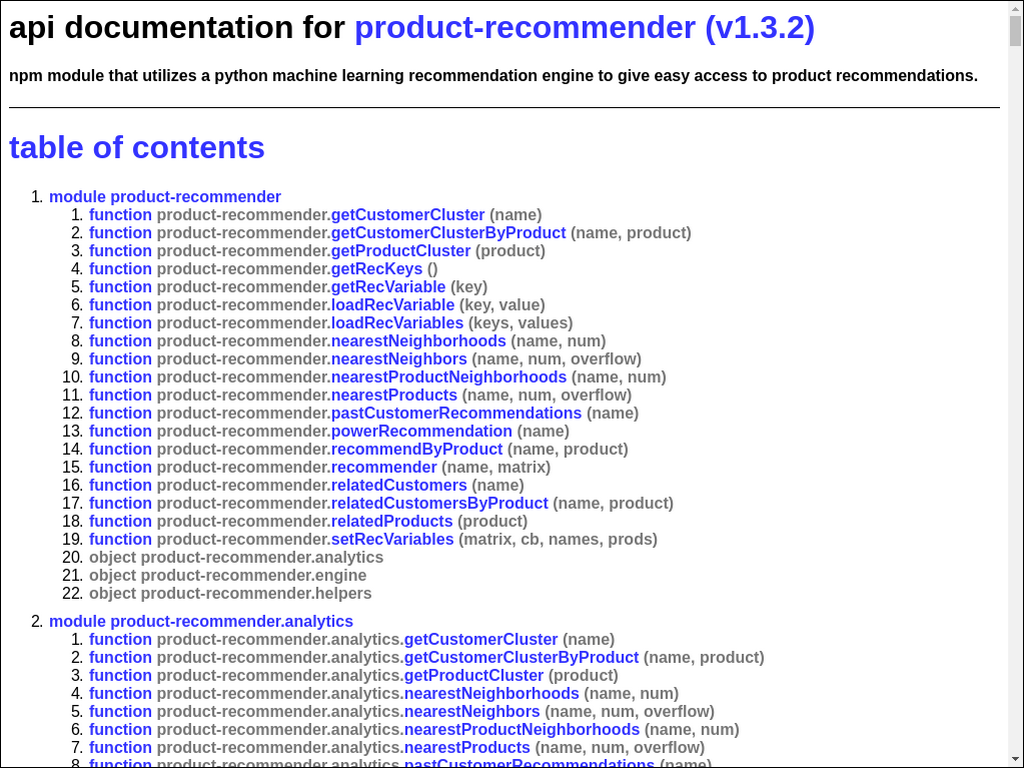 api documentation for product-recommender (v1.3.2)
npm module that utilizes a python machine learning recommendation engine to give easy access to product recommendations.
table of contents
1. module product-recommender
1. function product-recommender.getCustomerCluster (name)
2. function product-recommender.getCustomerClusterByProduct (name, product)
3. function product-recommender.getProductCluster (product)
4. function product-recommender.getRecKeys ()
5. function product-recommender.getRecVariable (key)
6. function product-recommender.loadRecVariable (key, value)
7. function product-recommender.loadRecVariables (keys, values)
8. function product-recommender.nearestNeighborhoods (name, num)
9. function product-recommender.nearestNeighbors (name, num, overflow)
10. function product-recommender.nearestProductNeighborhoods (name, num)
11. function product-recommender.nearestProducts (name, num, overflow)
12. function product-recommender.pastCustomerRecommendations (name)
13. function product-recommender.powerRecommendation (name)
14. function product-recommender.recommendByProduct (name, product)
15. function product-recommender.recommender (name, matrix)
16. function product-recommender.relatedCustomers (name)
17. function product-recommender.relatedCustomersByProduct (name, product)
18. function product-recommender.relatedProducts (product)
19. function product-recommender.setRecVariables (matrix, cb, names, prods)
20. object product-recommender.analytics
21. object product-recommender.engine
22. object product-recommender.helpers
2. module product-recommender.analytics
1. function product-recommender.analytics.getCustomerCluster (name)
2. function product-recommender.analytics.getCustomerClusterByProduct (name, product)
3. function product-recommender.analytics.getProductCluster (product)
4. function product-recommender.analytics.nearestNeighborhoods (name, num)
5. function product-recommender.analytics.nearestNeighbors (name, num, overflow)
6. function product-recommender.analytics.nearestProductNeighborhoods (name, num)
7. function product-recommender.analytics.nearestProducts (name, num, overflow)
8. function product-recommender.analytics.pastCustomerRecommendations (name)